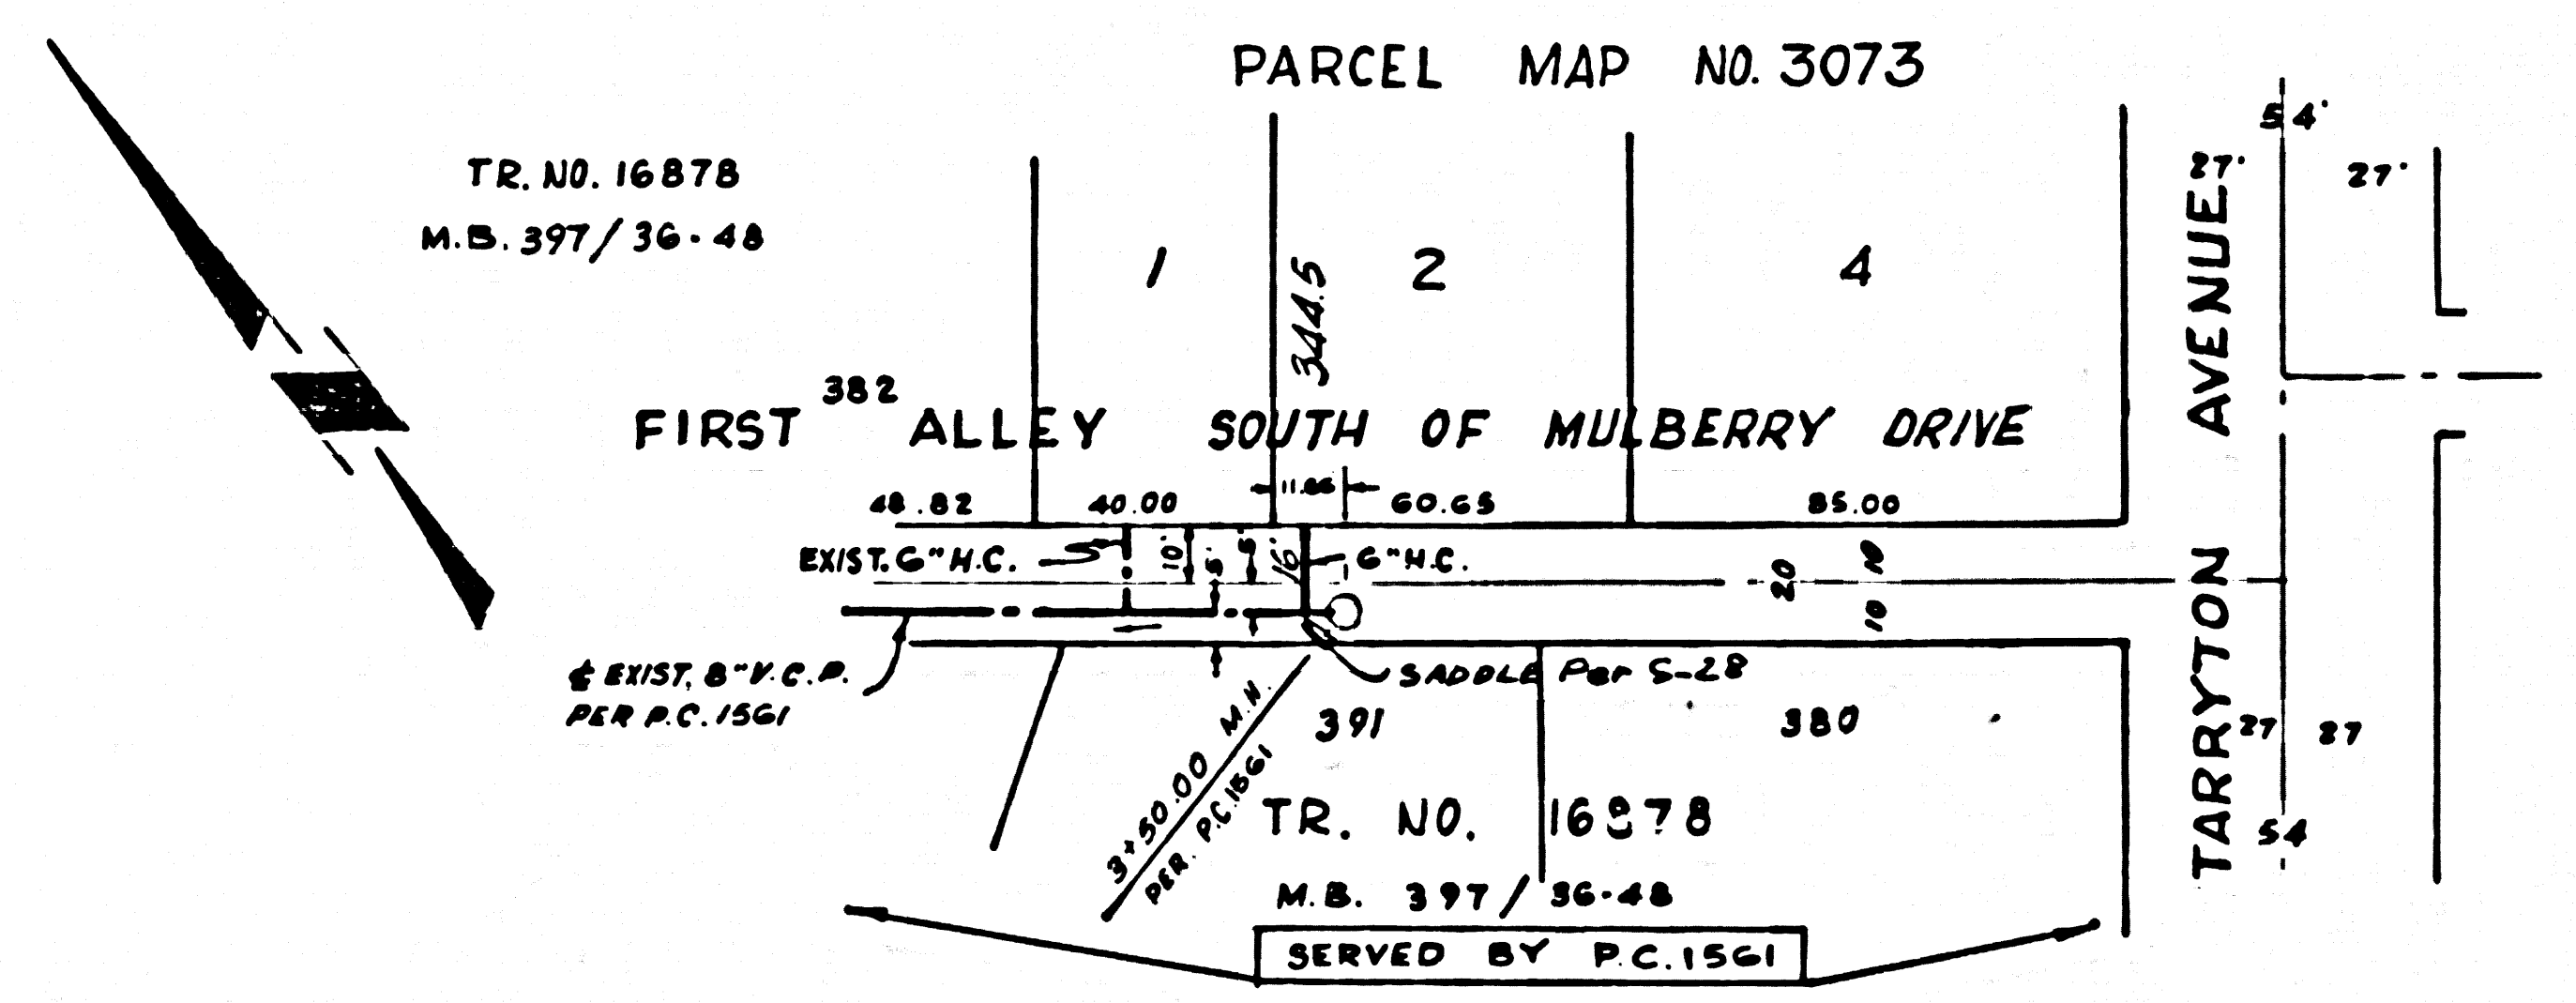 PARCEL MAP NO. 3073
TR. NO. 16878
M.B. 397/36-48
54'
27' 27'
1 2 4
344.5
382
FIRST ALLEY SOUTH OF MULBERRY DRIVE
TARRYTON AVENUE
48.82 40.00 60.65 85.00
EXIST. 6" H.C. 10' 5' 16' 6" H.C.
20 10
10
℄ EXIST. 8" V.C.P.
PER P.C. 1561
SADDLE Per S-28
3+50.00 M.H.
PER. P.C. 1561
391 380
27 27
54
TR. NO. 16878
M.B. 397/36-48
SERVED BY P.C. 1561